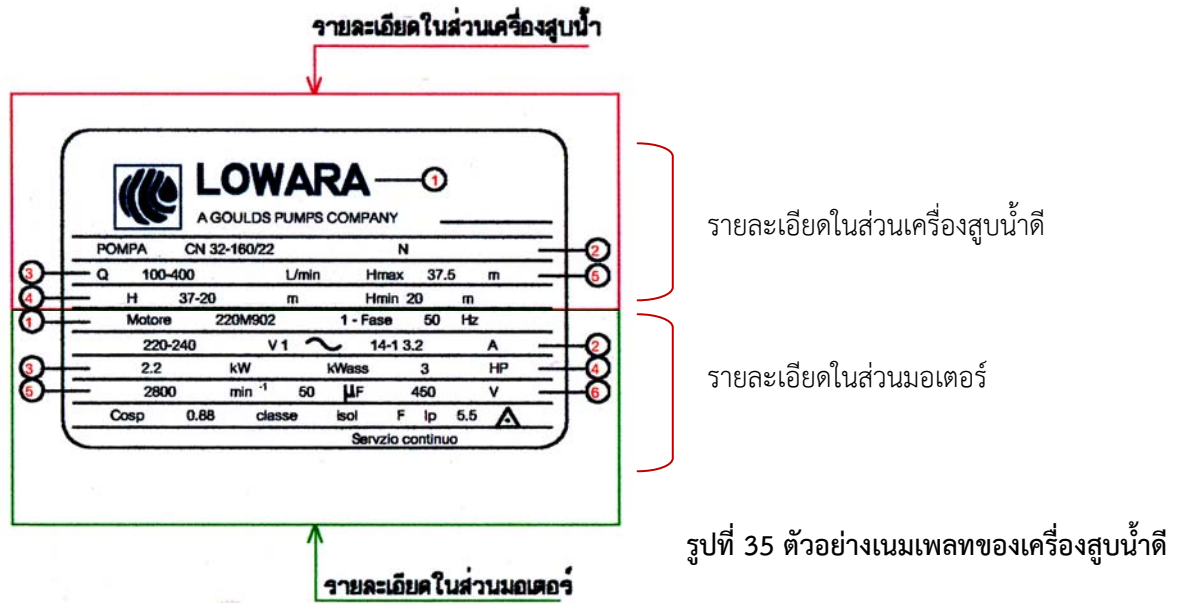 รายละเอียดในส่วนเครื่องสูบน้ำ
LOWARA 1
A GOULDS PUMPS COMPANY
POMPA CN 32-160/22 N 2
3 Q 100-400 L/min Hmax 37.5 m 5
4 H 37-20 m Hmin 20 m
1 Motore 220M902 1 - Fase 50 Hz
220-240 V 1 ~ 14-1 3.2 A 2
3 2.2 kW kWass 3 HP 4
5 2800 min -1 50 µF 450 V 6
Cosp 0.88 classe isol F Ip 5.5
Servzio continuo
รายละเอียดในส่วนมอเตอร์
รายละเอียดในส่วนเครื่องสูบน้ำดี
รายละเอียดในส่วนมอเตอร์
รูปที่ 35 ตัวอย่างเนมเพลทของเครื่องสูบน้ำดี